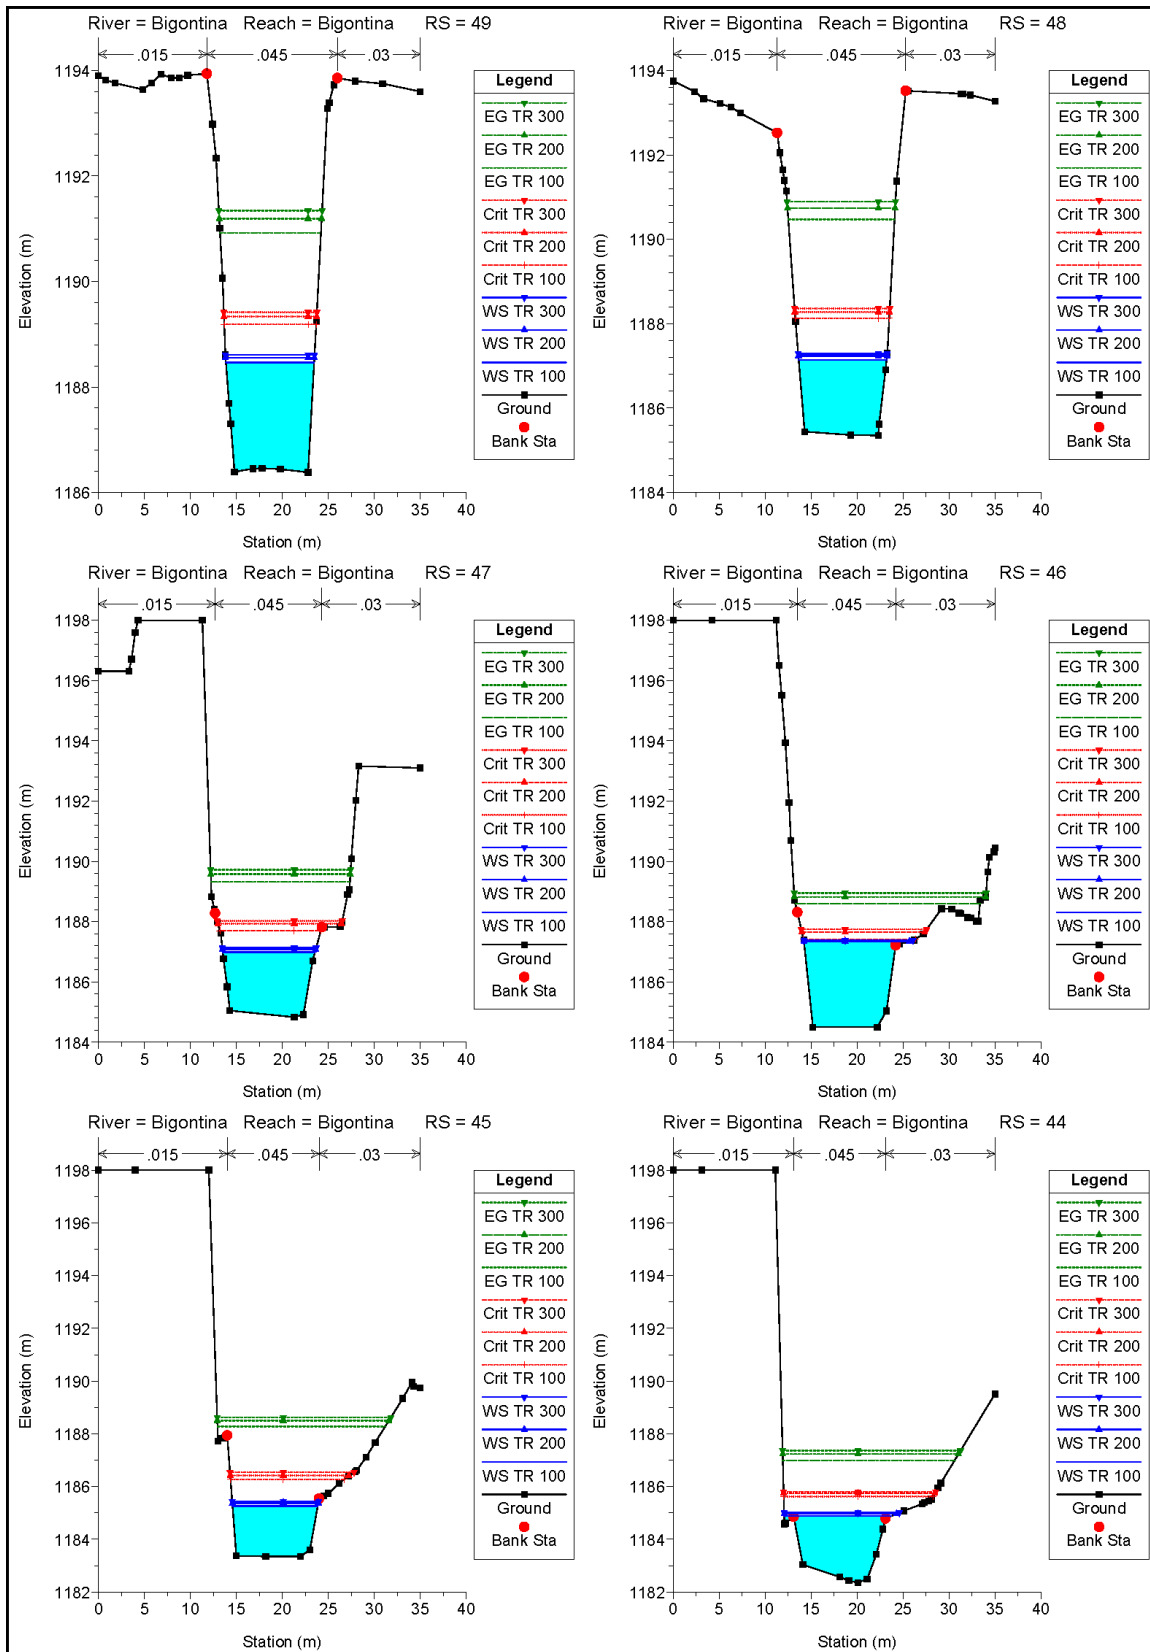 River = Bigontina Reach = Bigontina RS = 49
.015 .045 .03
1194
1192
1190
1188
1186
Elevation (m)
0 5 10 15 20 25 30 35 40
Station (m)
Legend
EG TR 300
EG TR 200
EG TR 100
Crit TR 300
Crit TR 200
Crit TR 100
WS TR 300
WS TR 200
WS TR 100
Ground
Bank Sta
River = Bigontina Reach = Bigontina RS = 48
.015 .045 .03
1194
1192
1190
1188
1186
1184
Elevation (m)
0 5 10 15 20 25 30 35 40
Station (m)
Legend
EG TR 300
EG TR 200
EG TR 100
Crit TR 300
Crit TR 200
Crit TR 100
WS TR 300
WS TR 200
WS TR 100
Ground
Bank Sta
River = Bigontina Reach = Bigontina RS = 47
.015 .045 .03
1198
1196
1194
1192
1190
1188
1186
1184
Elevation (m)
0 5 10 15 20 25 30 35 40
Station (m)
Legend
EG TR 300
EG TR 200
EG TR 100
Crit TR 300
Crit TR 200
Crit TR 100
WS TR 300
WS TR 200
WS TR 100
Ground
Bank Sta
River = Bigontina Reach = Bigontina RS = 46
.015 .045 .03
1198
1196
1194
1192
1190
1188
1186
1184
Elevation (m)
0 5 10 15 20 25 30 35 40
Station (m)
Legend
EG TR 300
EG TR 200
EG TR 100
Crit TR 300
Crit TR 200
Crit TR 100
WS TR 300
WS TR 200
WS TR 100
Ground
Bank Sta
River = Bigontina Reach = Bigontina RS = 45
.015 .045 .03
1198
1196
1194
1192
1190
1188
1186
1184
1182
Elevation (m)
0 5 10 15 20 25 30 35 40
Station (m)
Legend
EG TR 300
EG TR 200
EG TR 100
Crit TR 300
Crit TR 200
Crit TR 100
WS TR 300
WS TR 200
WS TR 100
Ground
Bank Sta
River = Bigontina Reach = Bigontina RS = 44
.015 .045 .03
1198
1196
1194
1192
1190
1188
1186
1184
1182
Elevation (m)
0 5 10 15 20 25 30 35 40
Station (m)
Legend
EG TR 300
EG TR 200
EG TR 100
Crit TR 300
Crit TR 200
Crit TR 100
WS TR 300
WS TR 200
WS TR 100
Ground
Bank Sta